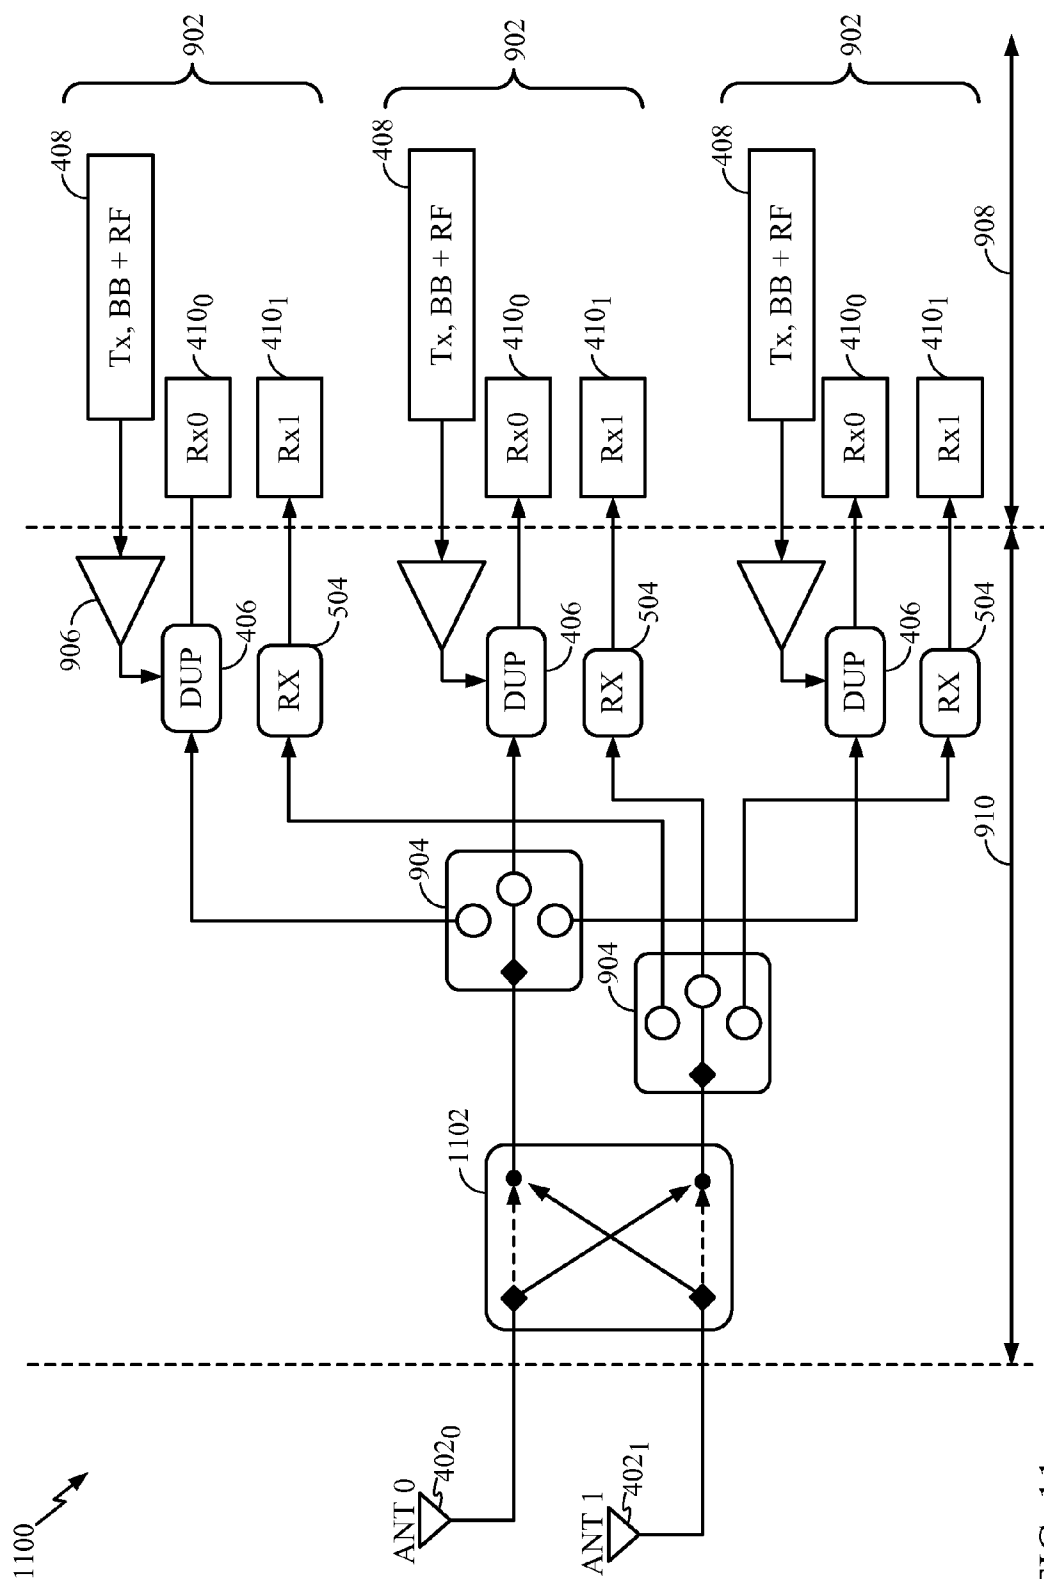 1100
906
408
Tx, BB + RF
902
DUP
406
Rx0
410₀
RX
504
Rx1
410₁
ANT 0
402₀
1102
904
408
Tx, BB + RF
902
DUP
406
Rx0
410₀
ANT 1
402₁
904
RX
504
Rx1
410₁
408
Tx, BB + RF
902
DUP
406
Rx0
410₀
RX
504
Rx1
410₁
910
908
FIG. 11